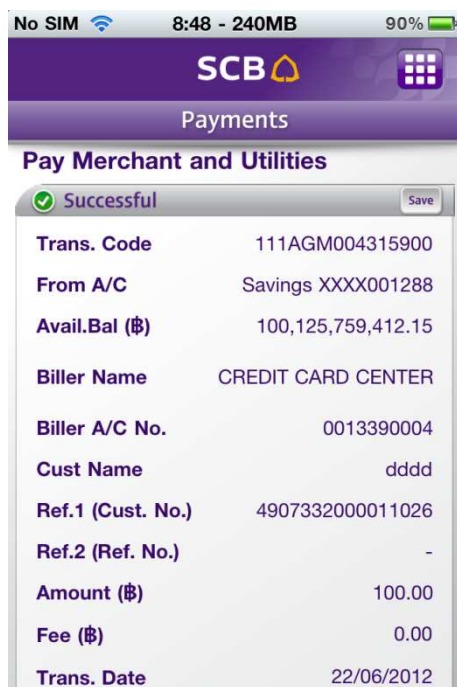 No SIM 8:48 - 240MB 90%
SCB
Payments
Pay Merchant and Utilities
Successful Save
Trans. Code 111AGM004315900
From A/C Savings XXXX001288
Avail.Bal (฿) 100,125,759,412.15
Biller Name CREDIT CARD CENTER
Biller A/C No. 0013390004
Cust Name dddd
Ref.1 (Cust. No.) 4907332000011026
Ref.2 (Ref. No.) -
Amount (฿) 100.00
Fee (฿) 0.00
Trans. Date 22/06/2012